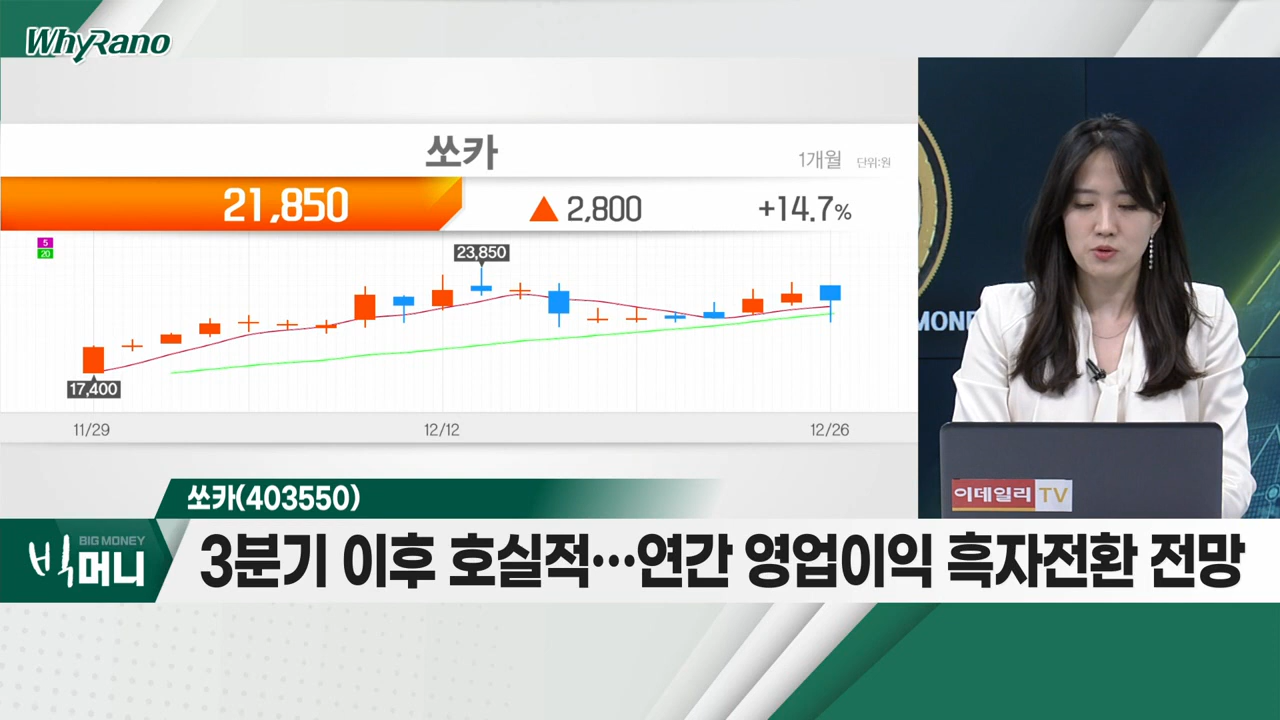 WhyRano
쏘카
1개월 단위:원
21,850
▲ 2,800
+14.7%
5
20
23,850
17,400
11/29
12/12
12/26
MONE
이데일리 TV
쏘카(403550)
BIG MONEY
빅머니
3분기 이후 호실적…연간 영업이익 흑자전환 전망